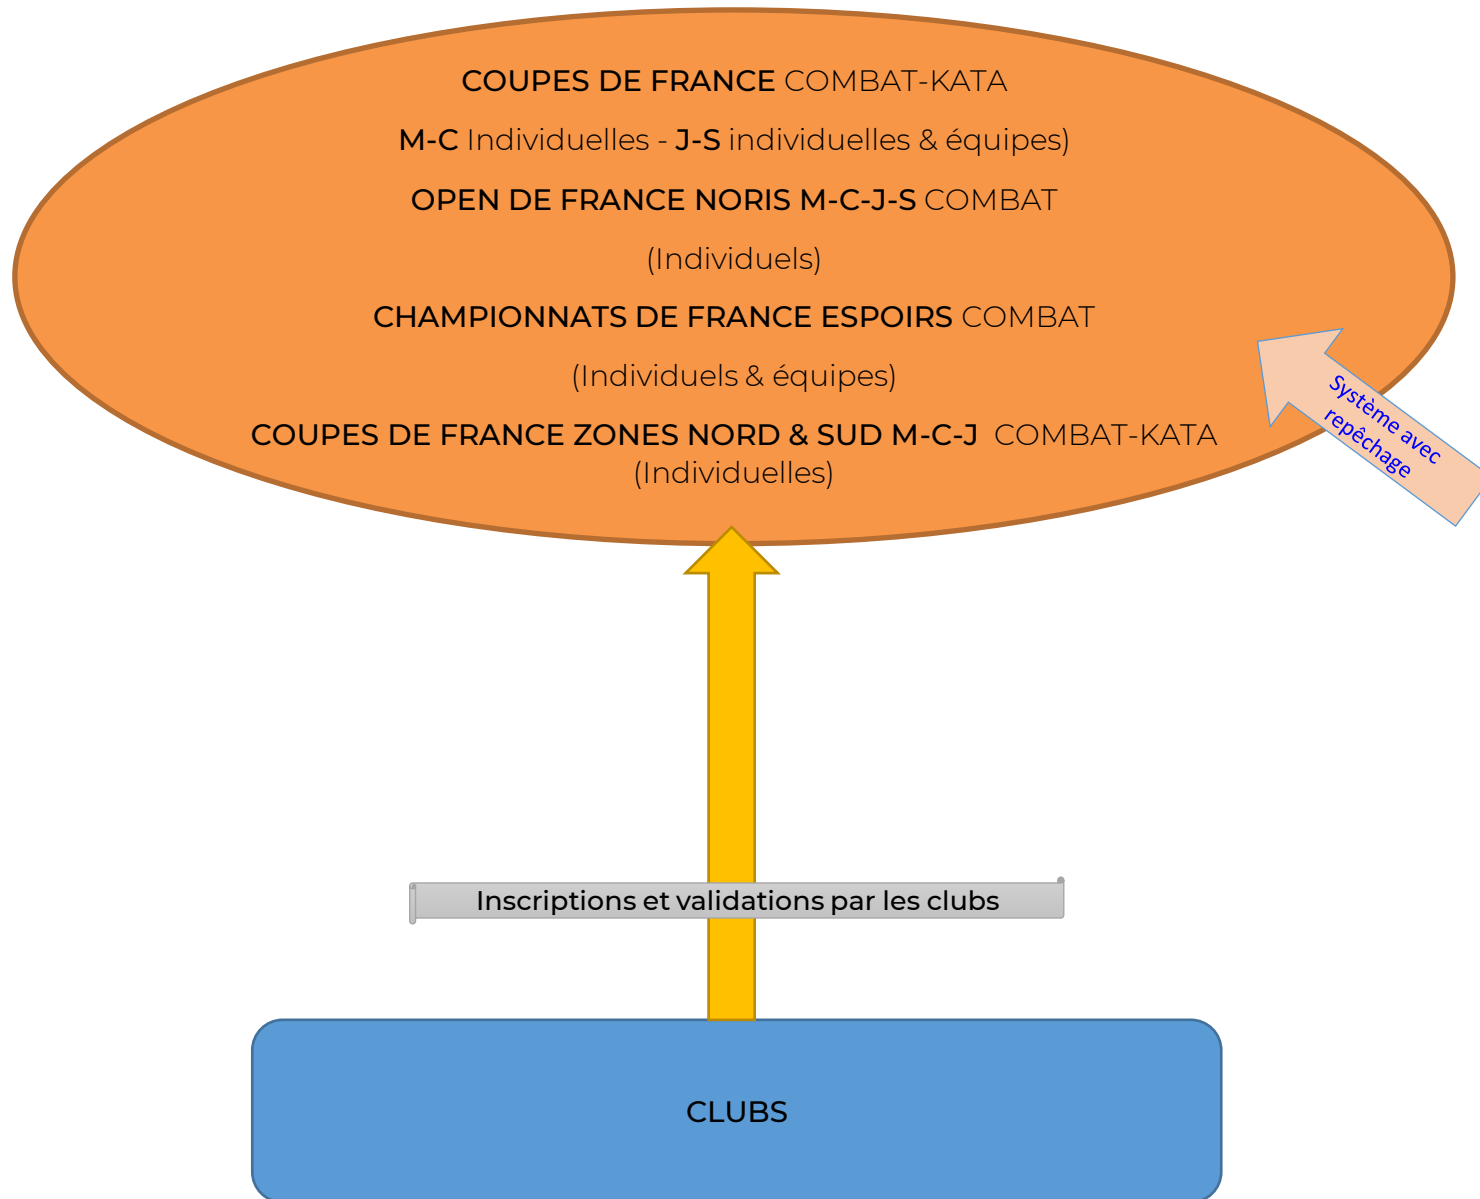 COUPES DE FRANCE COMBAT-KATA
M-C Individuelles - J-S individuelles & équipes)
OPEN DE FRANCE NORIS M-C-J-S COMBAT
(Individuels)
CHAMPIONNATS DE FRANCE ESPOIRS COMBAT
(Individuels & équipes)
COUPES DE FRANCE ZONES NORD & SUD M-C-J COMBAT-KATA
(Individuelles)
Système avec
repêchage
Inscriptions et validations par les clubs
CLUBS